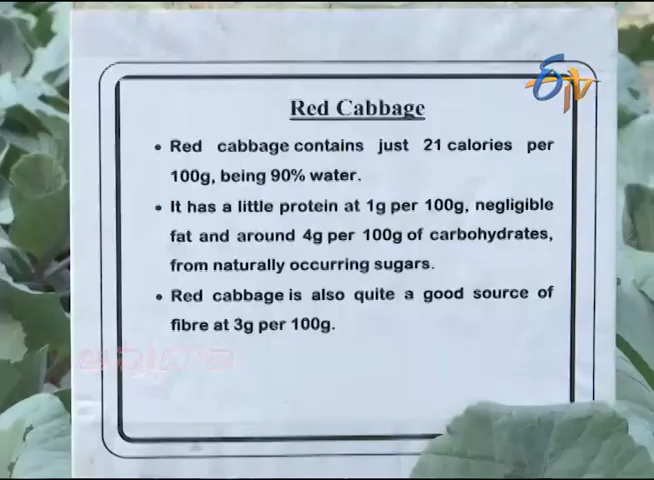 ETV
Red Cabbage
• Red cabbage contains just 21 calories per
100g, being 90% water.
• It has a little protein at 1g per 100g, negligible
fat and around 4g per 100g of carbohydrates,
from naturally occurring sugars.
• Red cabbage is also quite a good source of
fibre at 3g per 100g.